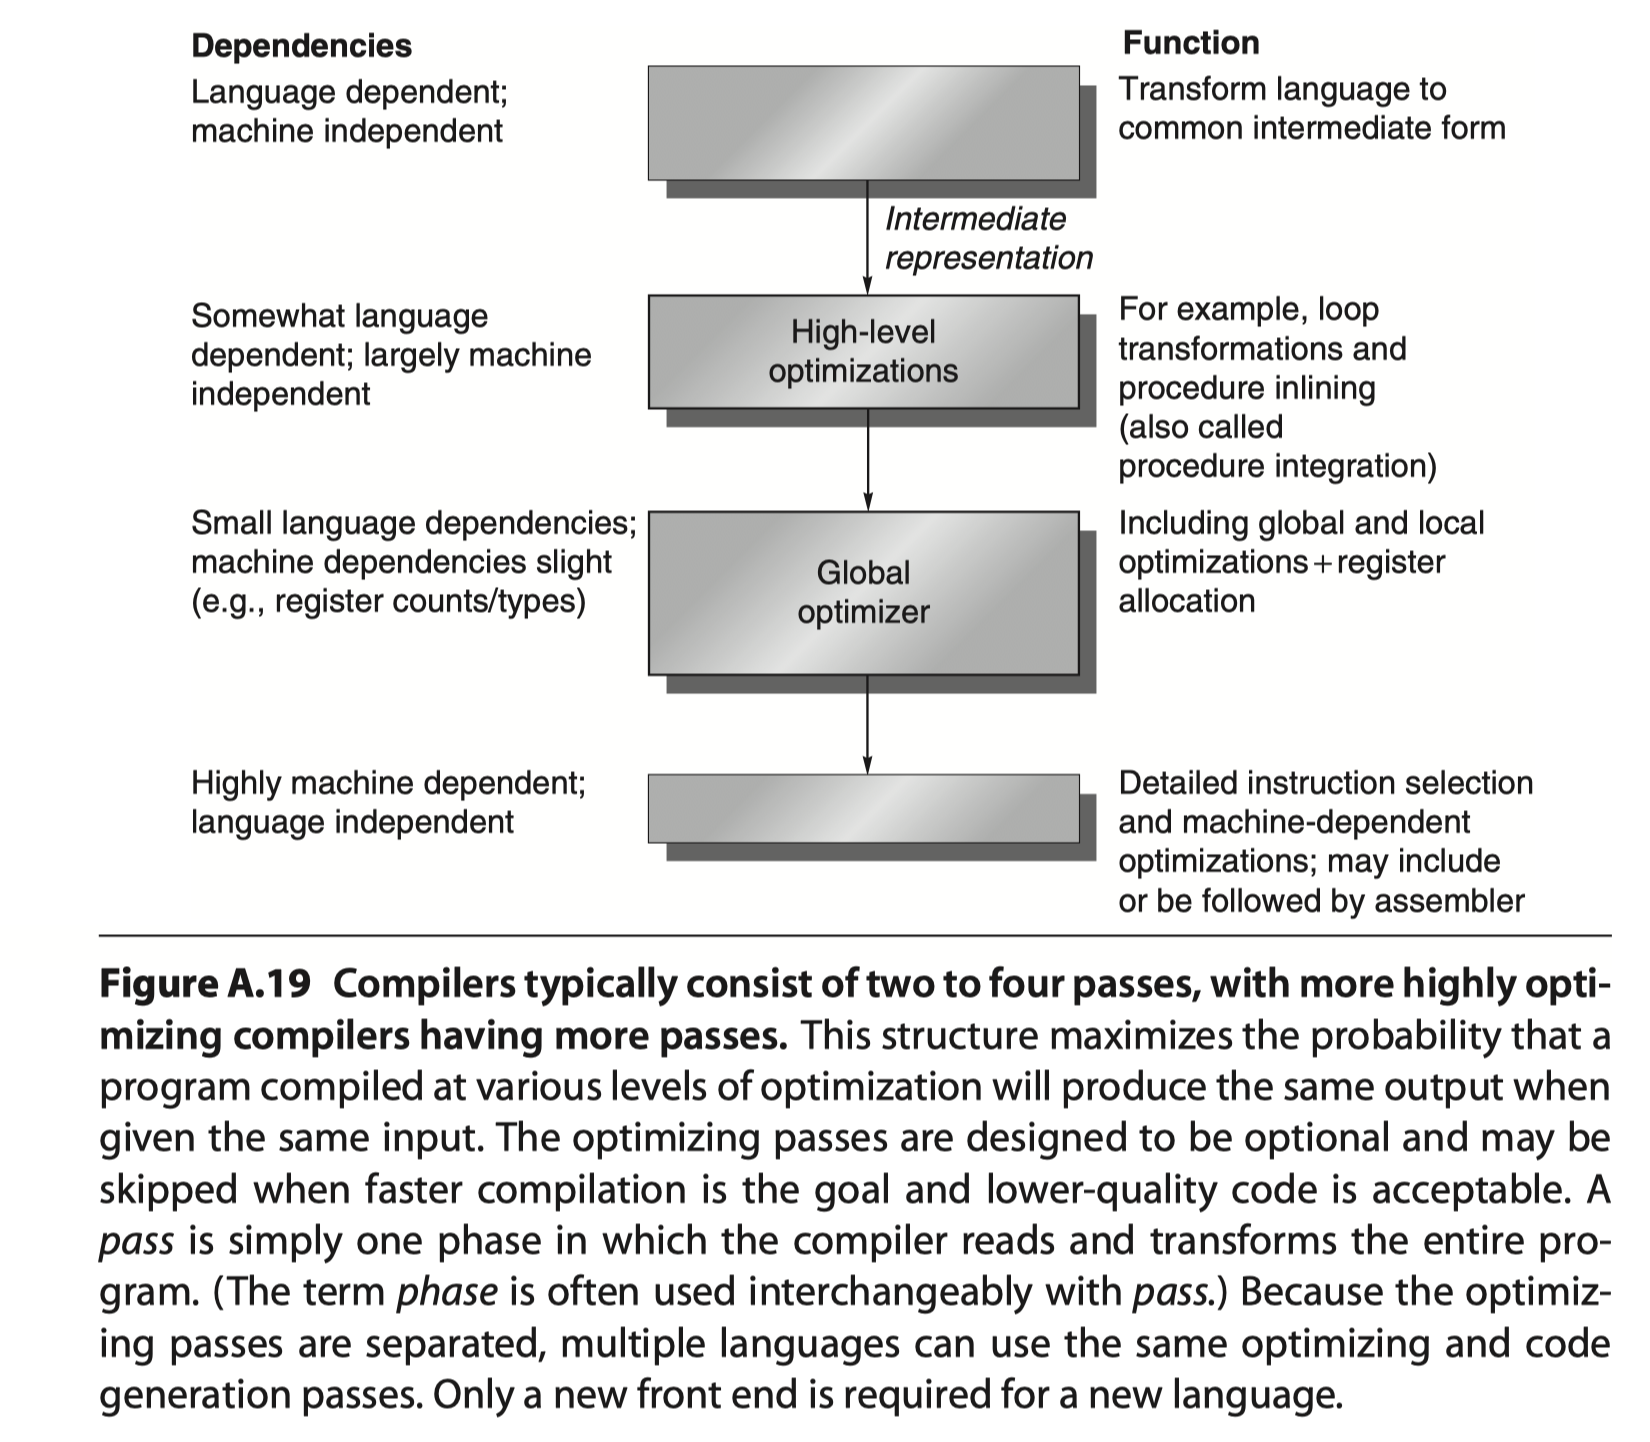 Dependencies
Function
Language dependent;
machine independent
Transform language to
common intermediate form
Intermediate
representation
Somewhat language
dependent; largely machine
independent
High-level
optimizations
For example, loop
transformations and
procedure inlining
(also called
procedure integration)
Small language dependencies;
machine dependencies slight
(e.g., register counts/types)
Global
optimizer
Including global and local
optimizations+register
allocation
Highly machine dependent;
language independent
Detailed instruction selection
and machine-dependent
optimizations; may include
or be followed by assembler
Figure A.19 Compilers typically consist of two to four passes, with more highly opti-
mizing compilers having more passes. This structure maximizes the probability that a
program compiled at various levels of optimization will produce the same output when
given the same input. The optimizing passes are designed to be optional and may be
skipped when faster compilation is the goal and lower-quality code is acceptable. A
pass is simply one phase in which the compiler reads and transforms the entire pro-
gram. (The term phase is often used interchangeably with pass.) Because the optimiz-
ing passes are separated, multiple languages can use the same optimizing and code
generation passes. Only a new front end is required for a new language.